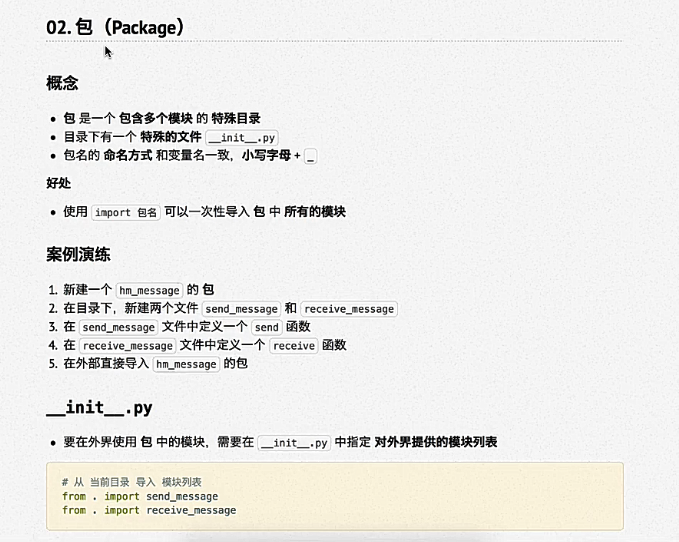 02. 包（Package）
概念
• 包 是一个 包含多个模块 的 特殊目录
• 目录下有一个 特殊的文件 __init__.py
• 包名的 命名方式 和变量名一致，小写字母 + _
好处
• 使用 import 包名 可以一次性导入 包 中 所有的模块
案例演练
1. 新建一个 hm_message 的 包
2. 在目录下，新建两个文件 send_message 和 receive_message
3. 在 send_message 文件中定义一个 send 函数
4. 在 receive_message 文件中定义一个 receive 函数
5. 在外部直接导入 hm_message 的包
__init__.py
• 要在外界使用 包 中的模块，需要在 __init__.py 中指定 对外界提供的模块列表
# 从 当前目录 导入 模块列表
from . import send_message
from . import receive_message